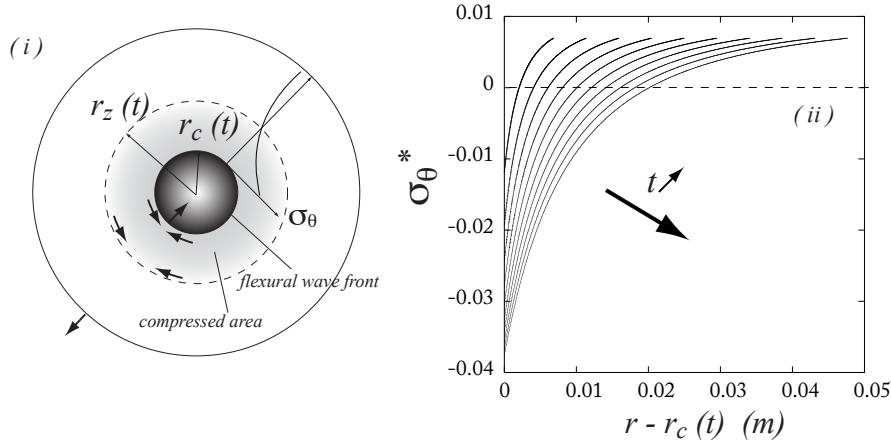 (i)
r_z (t)
r_c (t)
σ_θ
flexural wave front
compressed area
0.01
0
-0.01
-0.02
-0.03
-0.04
σ_θ*
(ii)
t
0 0.01 0.02 0.03 0.04 0.05
r - r_c (t) (m)